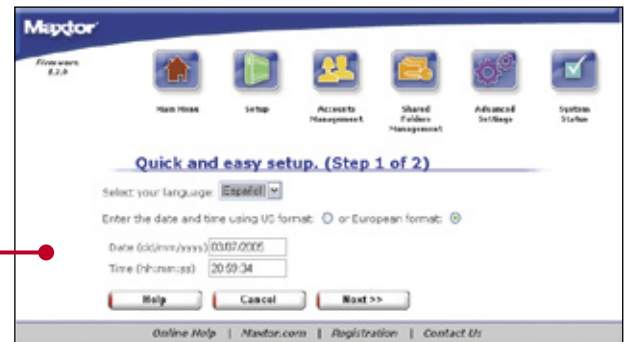 Maxtor
Firmware
Main Menu
Setup
Accounts Management
Shared Folders Management
Advanced Settings
System Status
Quick and easy setup. (Step 1 of 2)
Select your language: Español
Enter the date and time using US format: or European format:
Date (dd/mm/yyyy) 03/07/2005
Time (hh:mm:ss) 20:59:34
Help Cancel Next >>
Online Help | Maxtor.com | Registration | Contact Us